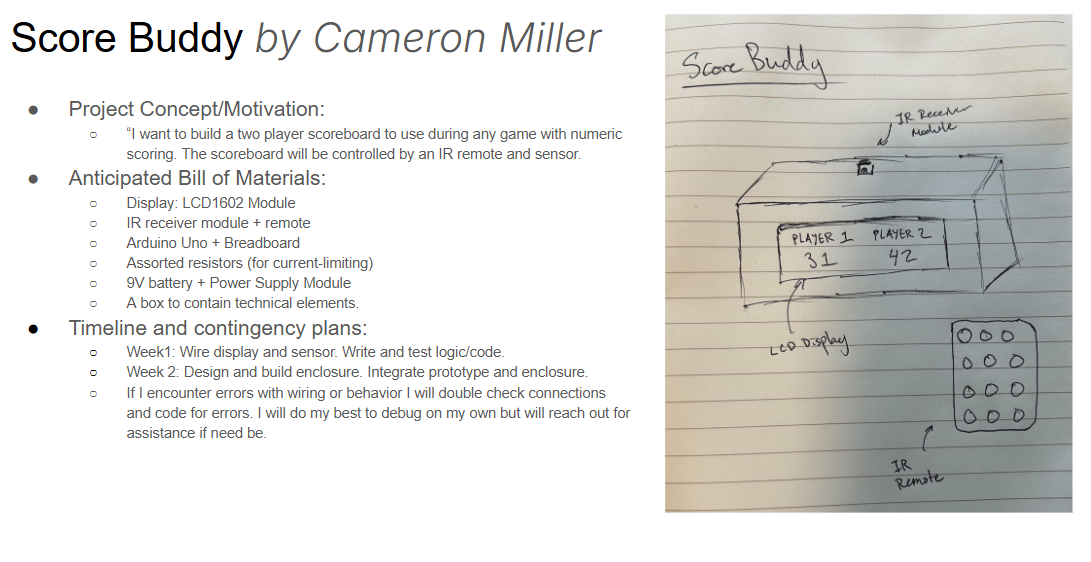 Score Buddy by Cameron Miller
● Project Concept/Motivation:
○ “I want to build a two player scoreboard to use during any game with numeric
scoring. The scoreboard will be controlled by an IR remote and sensor.
● Anticipated Bill of Materials:
○ Display: LCD1602 Module
○ IR receiver module + remote
○ Arduino Uno + Breadboard
○ Assorted resistors (for current-limiting)
○ 9V battery + Power Supply Module
○ A box to contain technical elements.
● Timeline and contingency plans:
○ Week1: Wire display and sensor. Write and test logic/code.
○ Week 2: Design and build enclosure. Integrate prototype and enclosure.
○ If I encounter errors with wiring or behavior I will double check connections
and code for errors. I will do my best to debug on my own but will reach out for
assistance if need be.
Score Buddy
IR Receiver
Module
PLAYER 1 PLAYER 2
31 42
LCD Display
IR
Remote